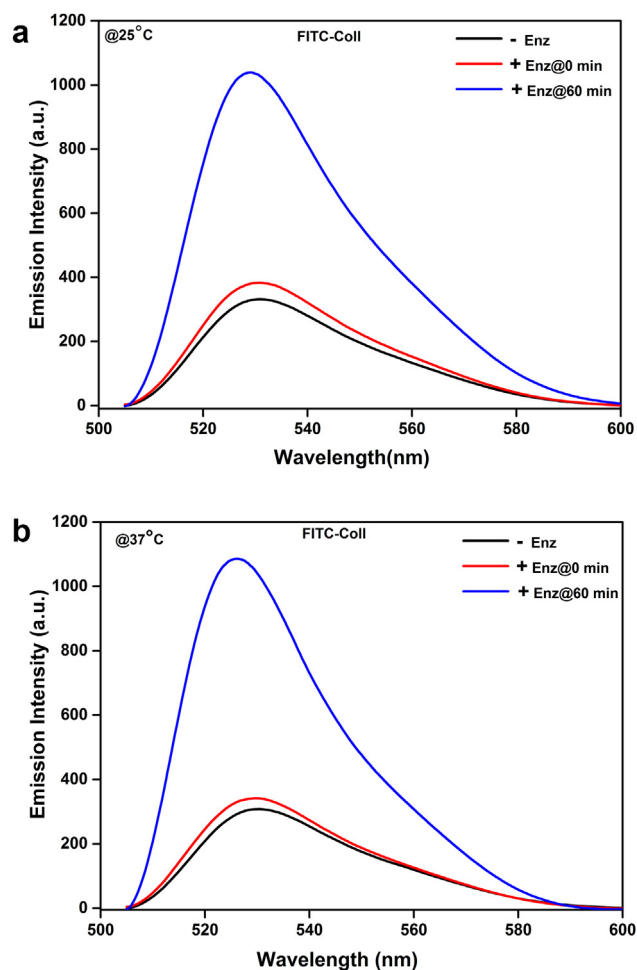 a
@25°C
FITC-Coll
- Enz
+ Enz@0 min
+ Enz@60 min
1200
1000
800
600
400
200
0
Emission Intensity (a.u.)
500 520 540 560 580 600
Wavelength(nm)
b
@37°C
FITC-Coll
- Enz
+ Enz@0 min
+ Enz@60 min
1200
1000
800
600
400
200
0
Emission Intensity (a.u.)
500 520 540 560 580 600
Wavelength (nm)